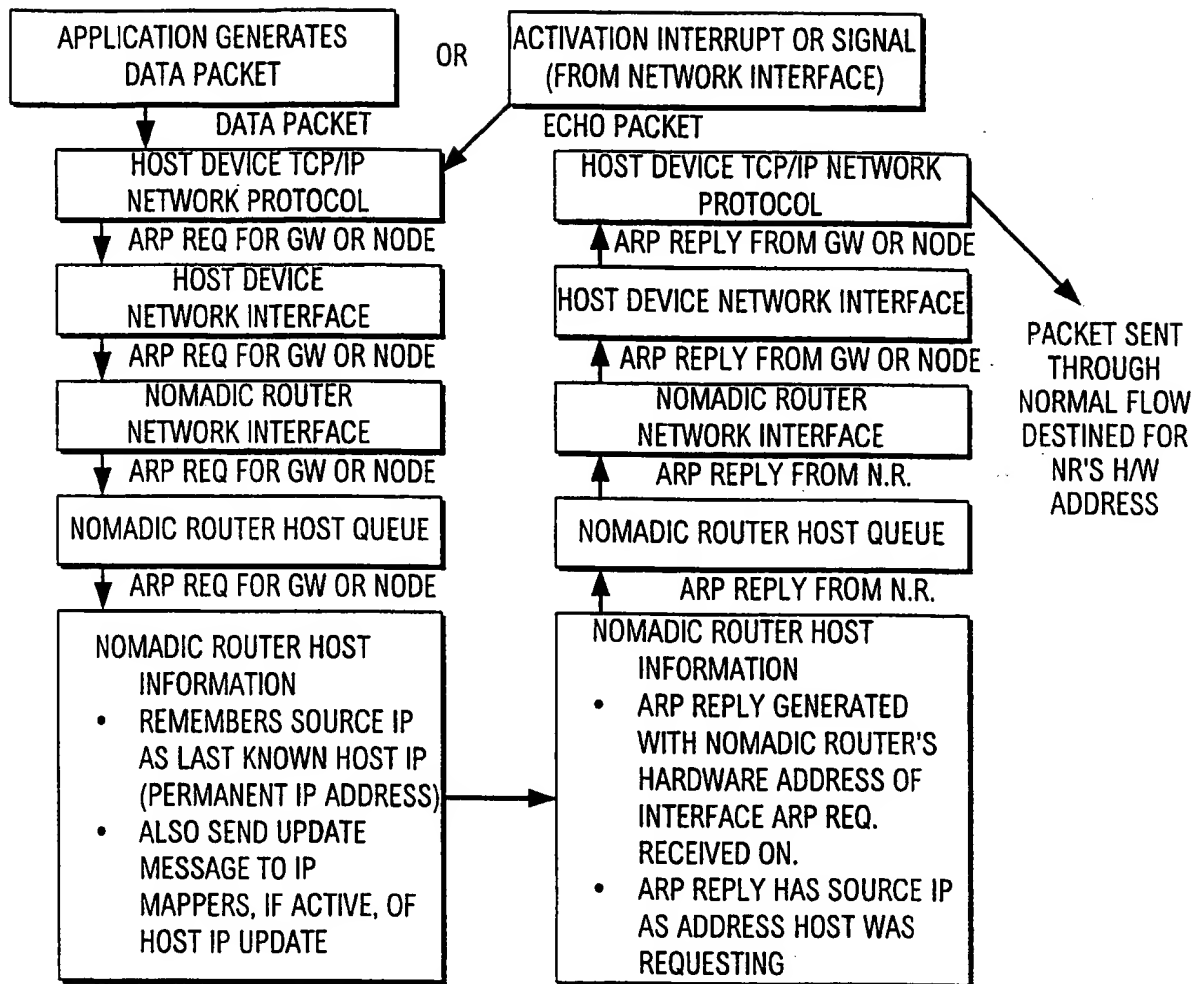 APPLICATION GENERATES
DATA PACKET
OR
ACTIVATION INTERRUPT OR SIGNAL
(FROM NETWORK INTERFACE)
DATA PACKET
ECHO PACKET
HOST DEVICE TCP/IP
NETWORK PROTOCOL
ARP REQ FOR GW OR NODE
HOST DEVICE
NETWORK INTERFACE
ARP REQ FOR GW OR NODE
NOMADIC ROUTER
NETWORK INTERFACE
ARP REQ FOR GW OR NODE
NOMADIC ROUTER HOST QUEUE
ARP REQ FOR GW OR NODE
NOMADIC ROUTER HOST
INFORMATION
• REMEMBERS SOURCE IP
AS LAST KNOWN HOST IP
(PERMANENT IP ADDRESS)
• ALSO SEND UPDATE
MESSAGE TO IP
MAPPERS, IF ACTIVE, OF
HOST IP UPDATE
NOMADIC ROUTER HOST
INFORMATION
• ARP REPLY GENERATED
WITH NOMADIC ROUTER'S
HARDWARE ADDRESS OF
INTERFACE ARP REQ.
RECEIVED ON.
• ARP REPLY HAS SOURCE IP
AS ADDRESS HOST WAS
REQUESTING
ARP REPLY FROM N.R.
NOMADIC ROUTER HOST QUEUE
ARP REPLY FROM N.R.
NOMADIC ROUTER
NETWORK INTERFACE
ARP REPLY FROM GW OR NODE
HOST DEVICE NETWORK INTERFACE
ARP REPLY FROM GW OR NODE
HOST DEVICE TCP/IP NETWORK
PROTOCOL
PACKET SENT
THROUGH
NORMAL FLOW
DESTINED FOR
NR'S H/W
ADDRESS